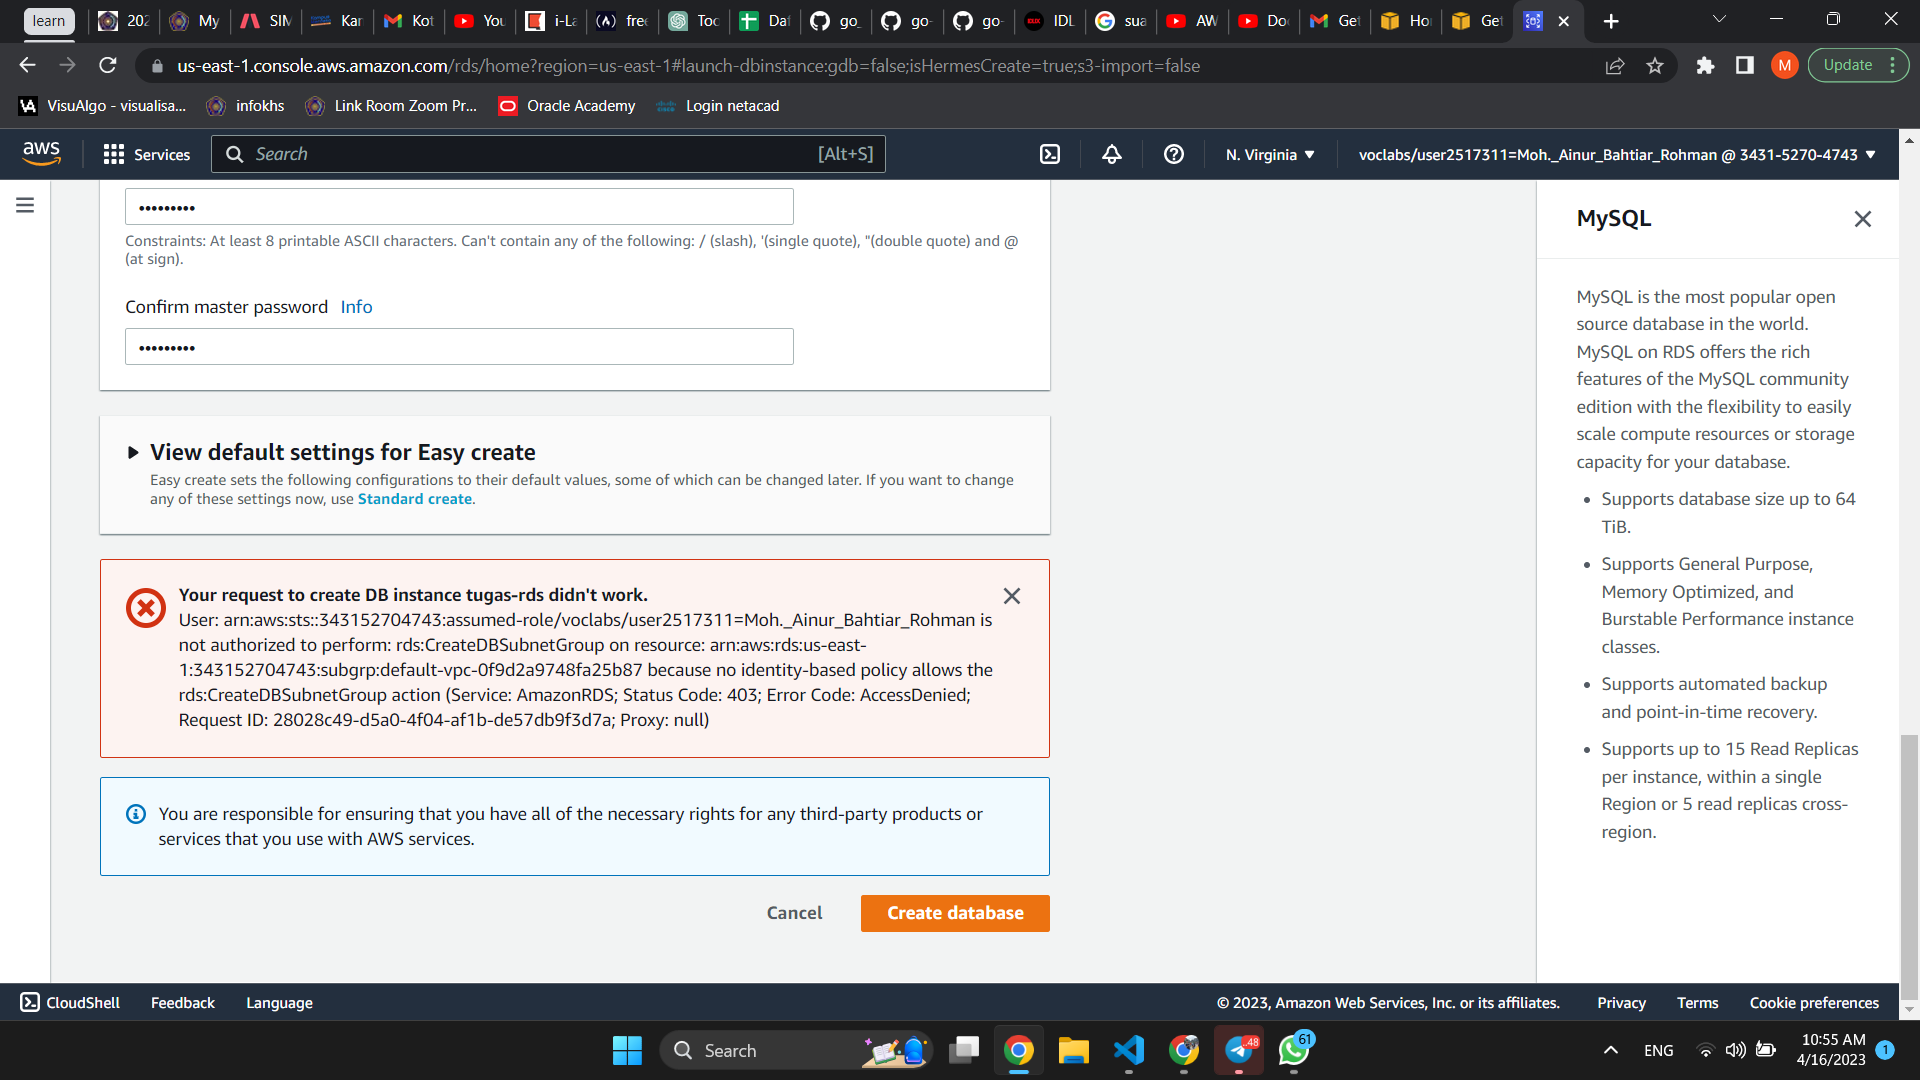 learn
202
My
SIM
Kar
Kot
You
i-La
free
Too
Daf
go_
go-
go-
IDL
sua
AW
Doc
Get
Hor
Get
us-east-1.console.aws.amazon.com/rds/home?region=us-east-1#launch-dbinstance:gdb=false;isHermesCreate=true;s3-import=false
M
Update
VisuAlgo - visualisa...
infokhs
Link Room Zoom Pr...
Oracle Academy
Login netacad
aws
Services
Search
[Alt+S]
N. Virginia
voclabs/user2517311=Moh._Ainur_Bahtiar_Rohman @ 3431-5270-4743
•••••••••
Constraints: At least 8 printable ASCII characters. Can't contain any of the following: / (slash), '(single quote), "(double quote) and @
(at sign).
Confirm master password Info
•••••••••
View default settings for Easy create
Easy create sets the following configurations to their default values, some of which can be changed later. If you want to change
any of these settings now, use Standard create.
Your request to create DB instance tugas-rds didn't work.
User: arn:aws:sts::343152704743:assumed-role/voclabs/user2517311=Moh._Ainur_Bahtiar_Rohman is
not authorized to perform: rds:CreateDBSubnetGroup on resource: arn:aws:rds:us-east-
1:343152704743:subgrp:default-vpc-0f9d2a9748fa25b87 because no identity-based policy allows the
rds:CreateDBSubnetGroup action (Service: AmazonRDS; Status Code: 403; Error Code: AccessDenied;
Request ID: 28028c49-d5a0-4f04-af1b-de57db9f3d7a; Proxy: null)
You are responsible for ensuring that you have all of the necessary rights for any third-party products or
services that you use with AWS services.
Cancel
Create database
MySQL
MySQL is the most popular open
source database in the world.
MySQL on RDS offers the rich
features of the MySQL community
edition with the flexibility to easily
scale compute resources or storage
capacity for your database.
• Supports database size up to 64
TiB.
• Supports General Purpose,
Memory Optimized, and
Burstable Performance instance
classes.
• Supports automated backup
and point-in-time recovery.
• Supports up to 15 Read Replicas
per instance, within a single
Region or 5 read replicas cross-
region.
CloudShell
Feedback
Language
© 2023, Amazon Web Services, Inc. or its affiliates.
Privacy
Terms
Cookie preferences
Search
48
61
ENG
10:55 AM
4/16/2023
1